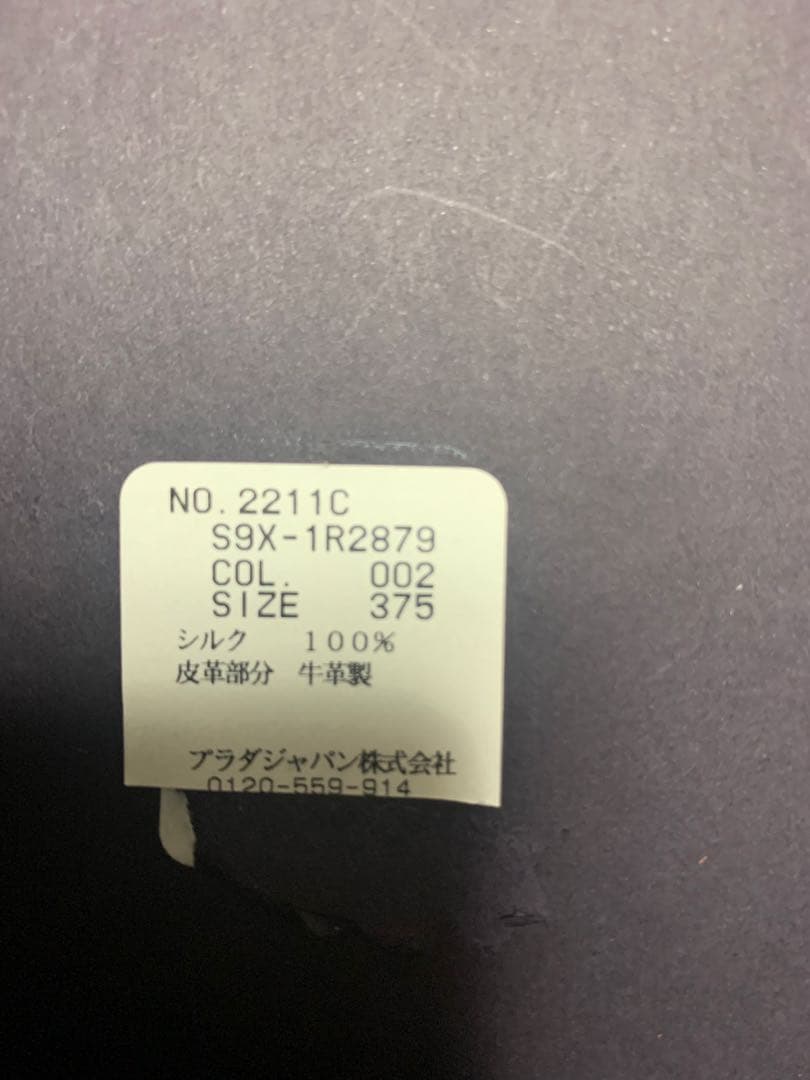 NO.2211C
S9X-1R2879
COL. 002
SIZE 375
シルク 100%
皮革部分 牛革製
プラダジャパン株式会社
0120-559-914